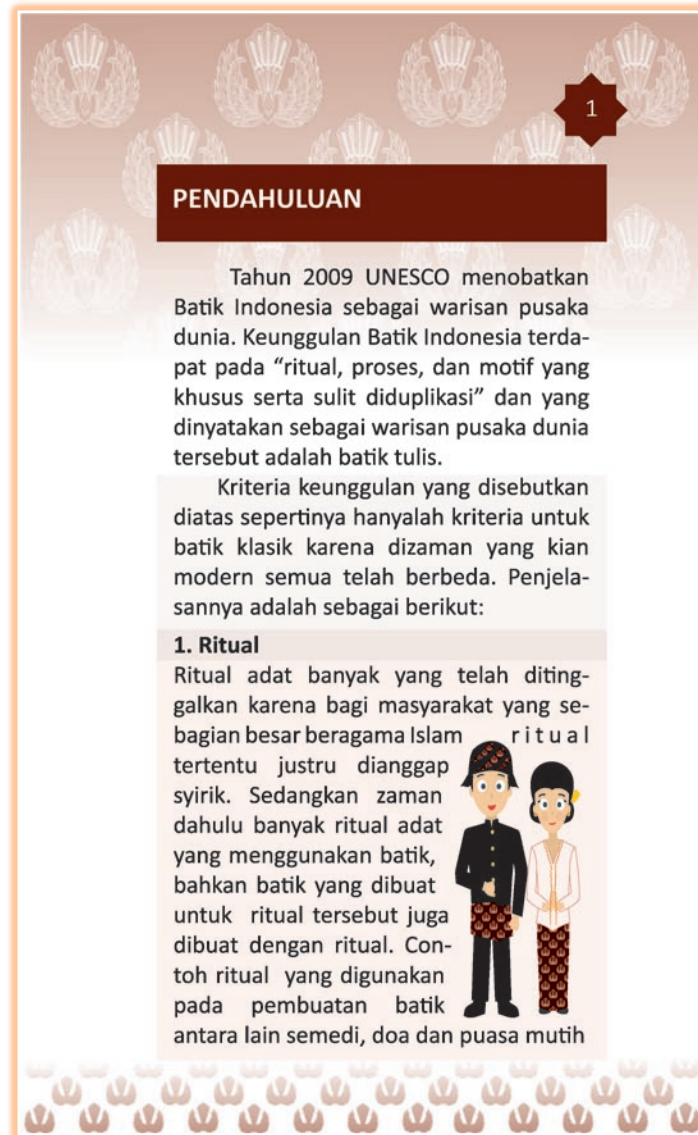 1
PENDAHULUAN
Tahun 2009 UNESCO menobatkan
Batik Indonesia sebagai warisan pusaka
dunia. Keunggulan Batik Indonesia terda-
pat pada “ritual, proses, dan motif yang
khusus serta sulit diduplikasi” dan yang
dinyatakan sebagai warisan pusaka dunia
tersebut adalah batik tulis.
Kriteria keunggulan yang disebutkan
diatas sepertinya hanyalah kriteria untuk
batik klasik karena dizaman yang kian
modern semua telah berbeda. Penjela-
sannya adalah sebagai berikut:
1. Ritual
Ritual adat banyak yang telah diting-
galkan karena bagi masyarakat yang se-
bagian besar beragama Islam ritual
tertentu justru dianggap
syirik. Sedangkan zaman
dahulu banyak ritual adat
yang menggunakan batik,
bahkan batik yang dibuat
untuk ritual tersebut juga
dibuat dengan ritual. Con-
toh ritual yang digunakan
pada pembuatan batik
antara lain semedi, doa dan puasa mutih